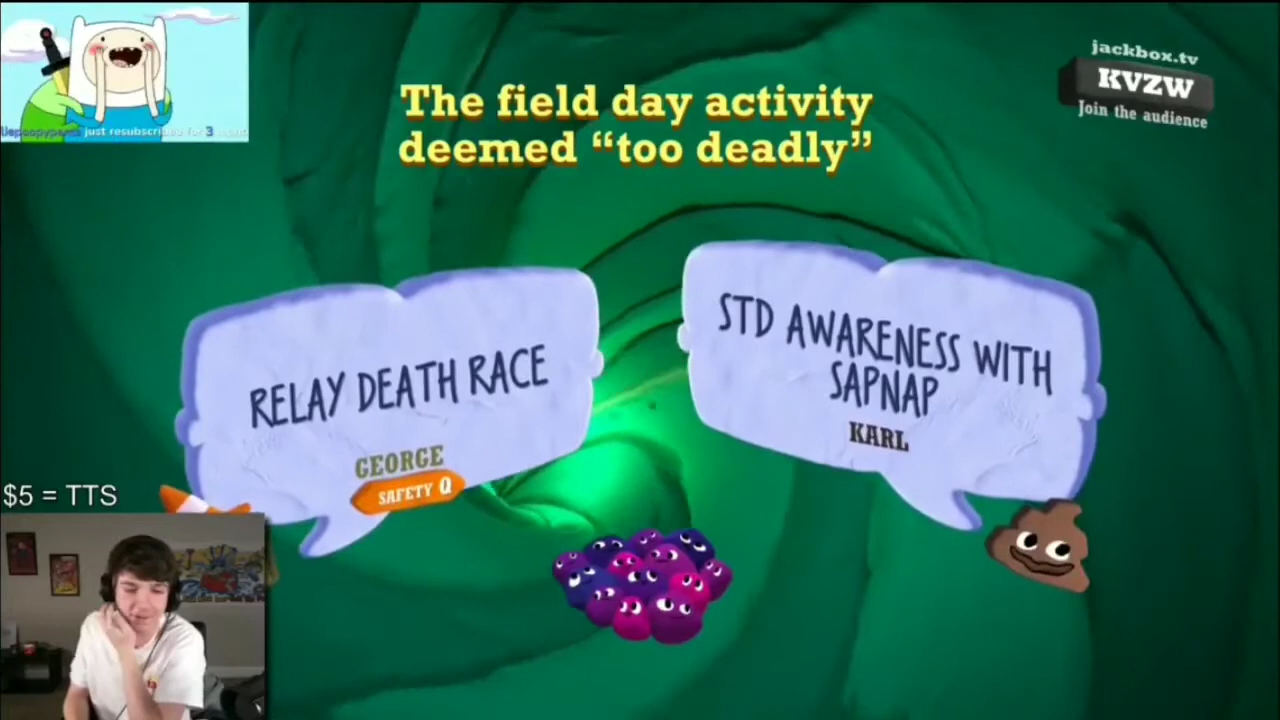 just resubscribed for 3
The field day activity
deemed “too deadly”
jackbox.tv
KVZW
Join the audience
RELAY DEATH RACE
GEORGE
SAFETY Q
STD AWARENESS WITH
SAPNAP
KARL
$5 = TTS